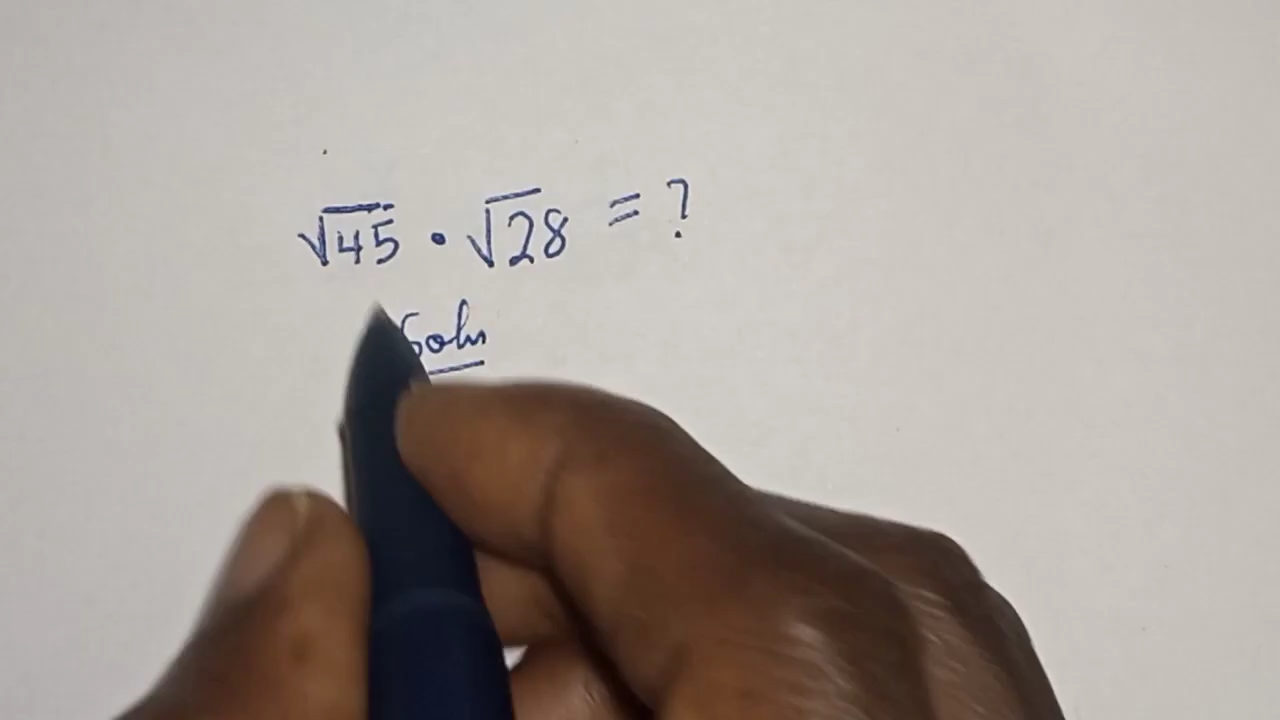 √45 · √28 = ?
Soln